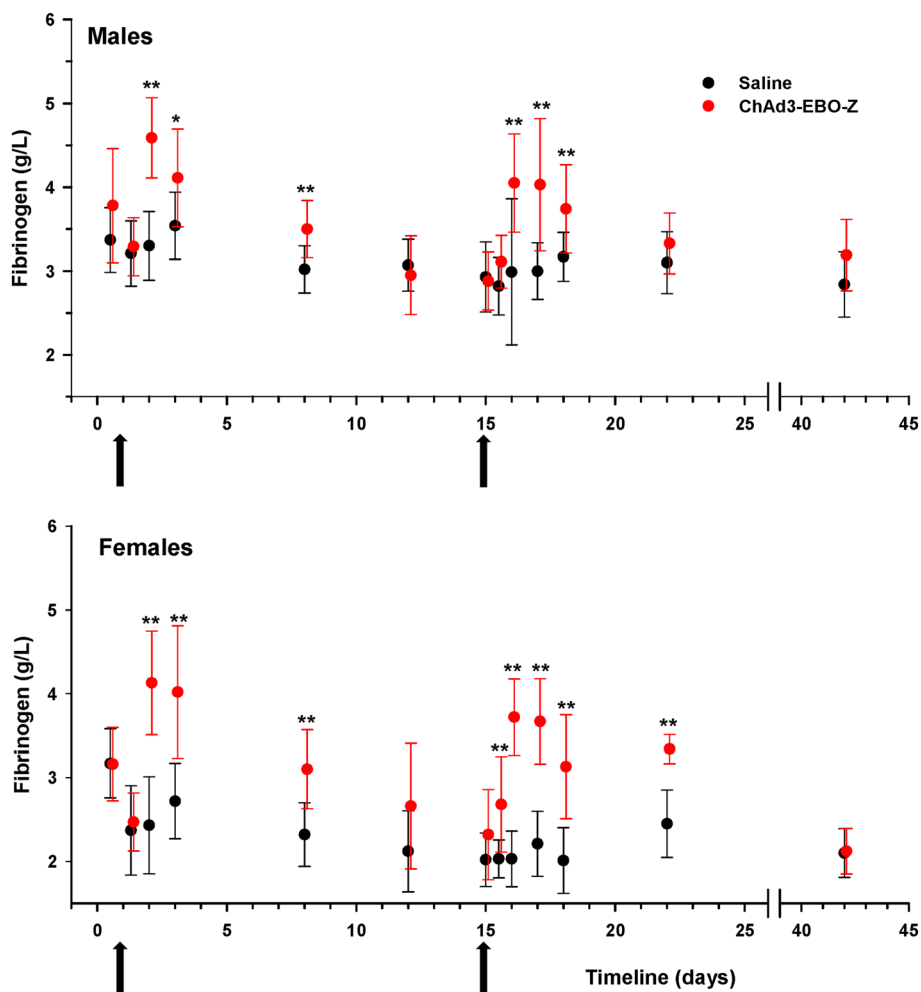 Males
Saline
ChAd3-EBO-Z
Fibrinogen (g/L)
6
5
4
3
2
** * ** ** ** **
0 5 10 15 20 25 40 45
Females
Fibrinogen (g/L)
6
5
4
3
2
** ** ** ** ** ** ** **
0 5 10 15 20 25 40 45
Timeline (days)